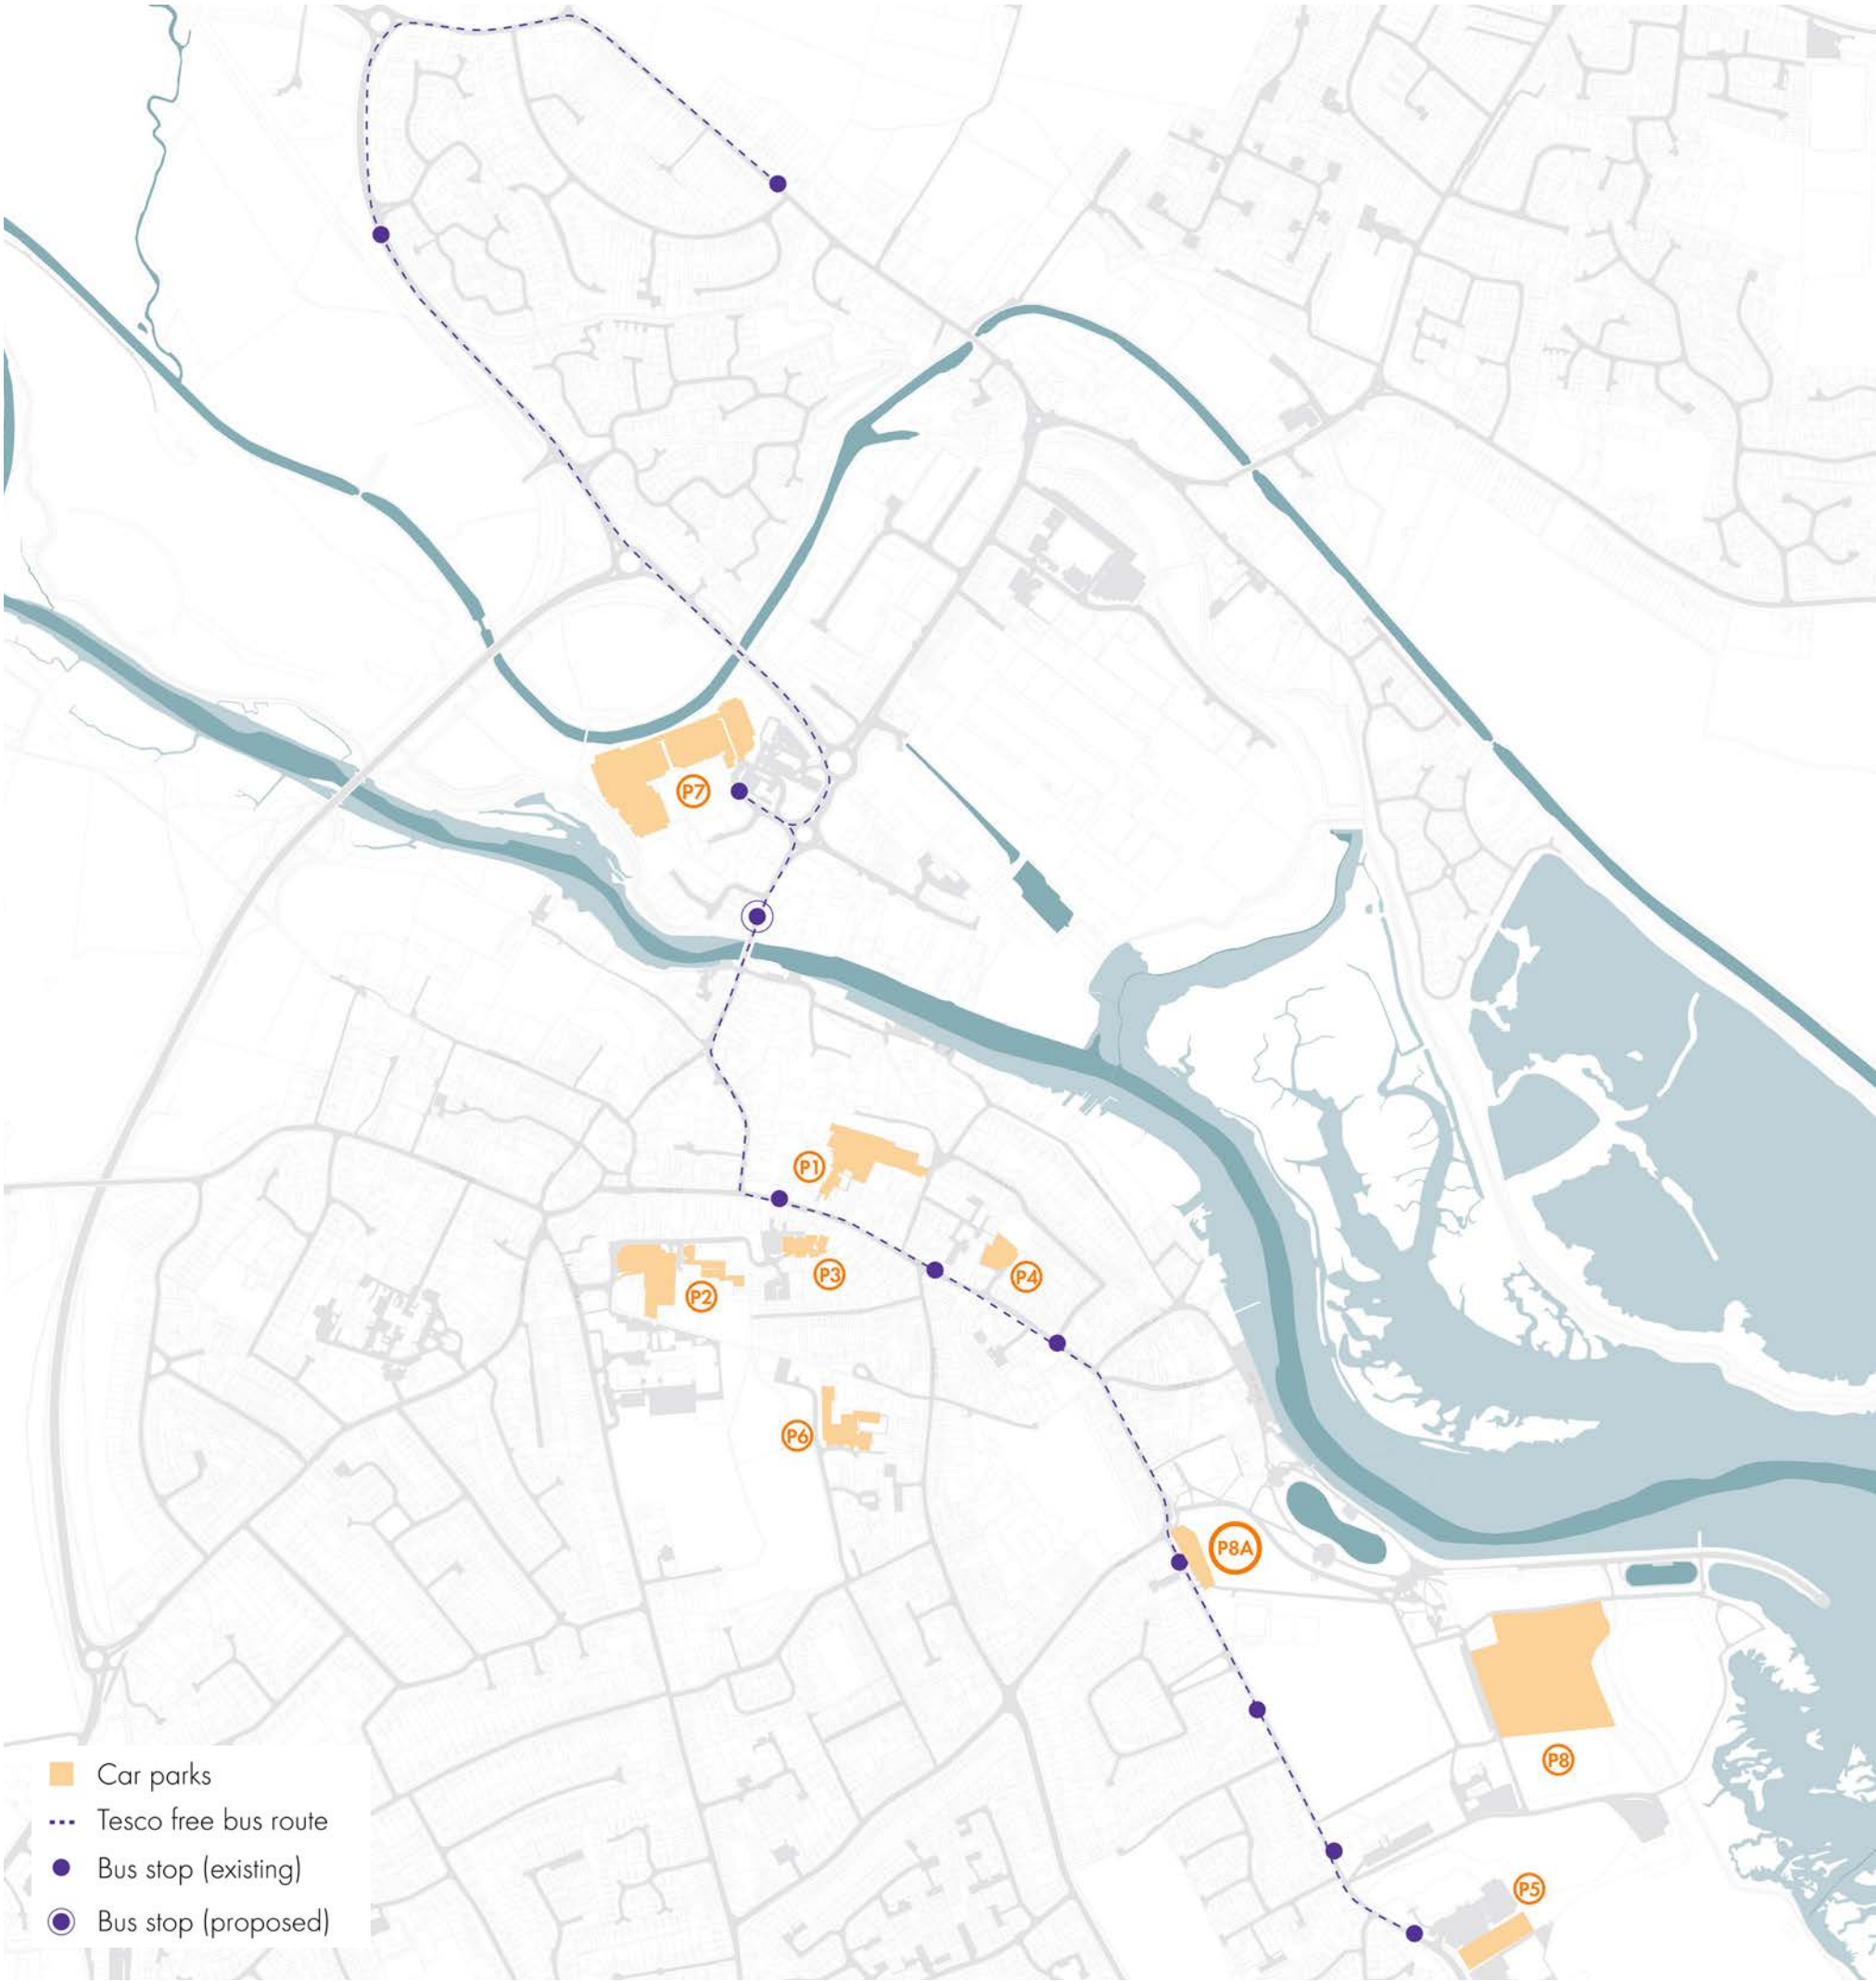 P7
P1
P3
P4
P2
P6
P8A
P8
P5
Car parks
Tesco free bus route
Bus stop (existing)
Bus stop (proposed)